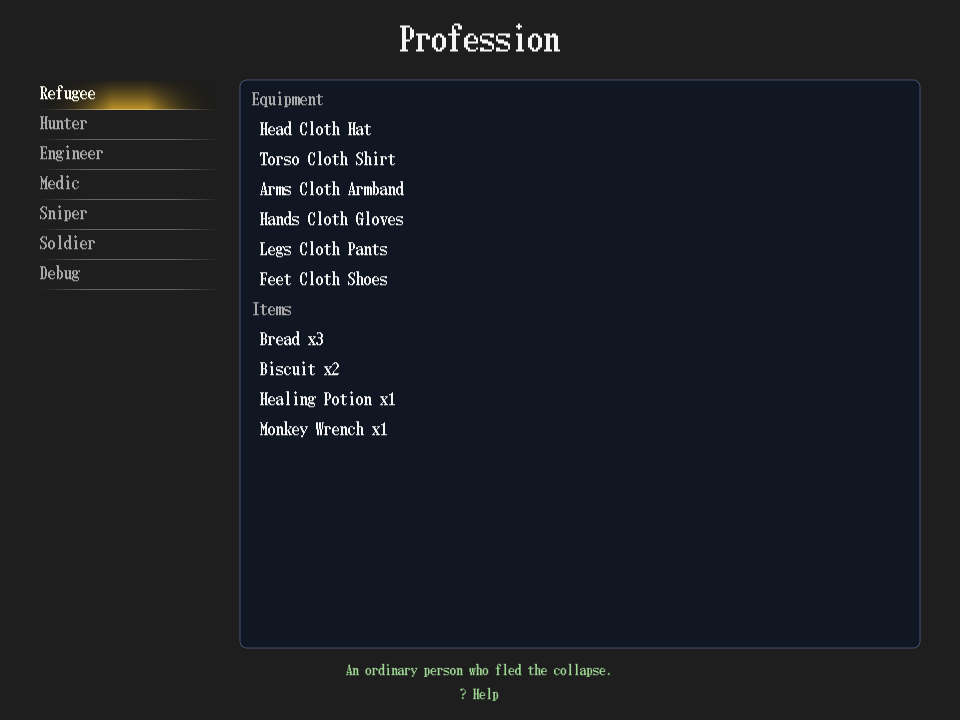 Profession
Refugee
Hunter
Engineer
Medic
Sniper
Soldier
Debug
Equipment
Head Cloth Hat
Torso Cloth Shirt
Arms Cloth Armband
Hands Cloth Gloves
Legs Cloth Pants
Feet Cloth Shoes
Items
Bread x3
Biscuit x2
Healing Potion x1
Monkey Wrench x1
An ordinary person who fled the collapse.
? Help